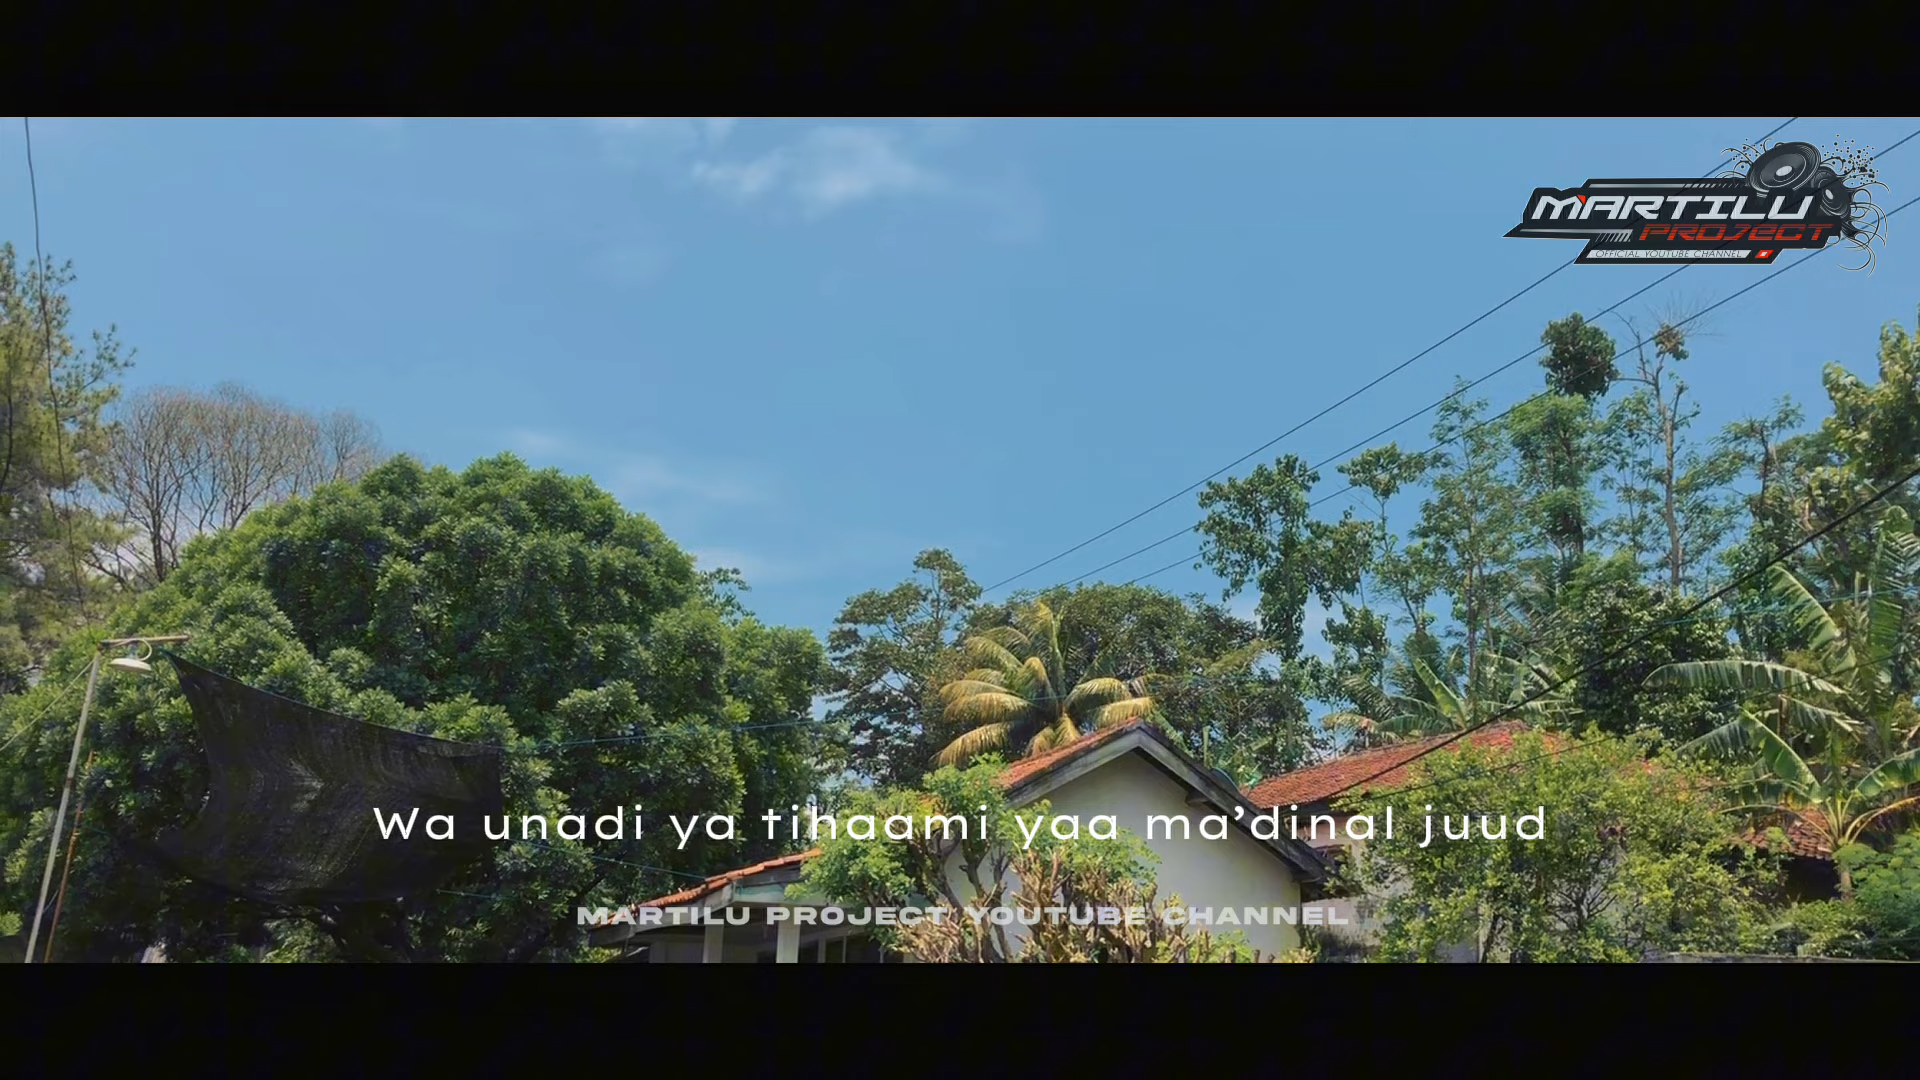 MARTILU
PROJECT
OFFICIAL YOUTUBE CHANNEL
Wa unadi ya tihaami yaa ma’dinal juud
MARTILU PROJECT YOUTUBE CHANNEL